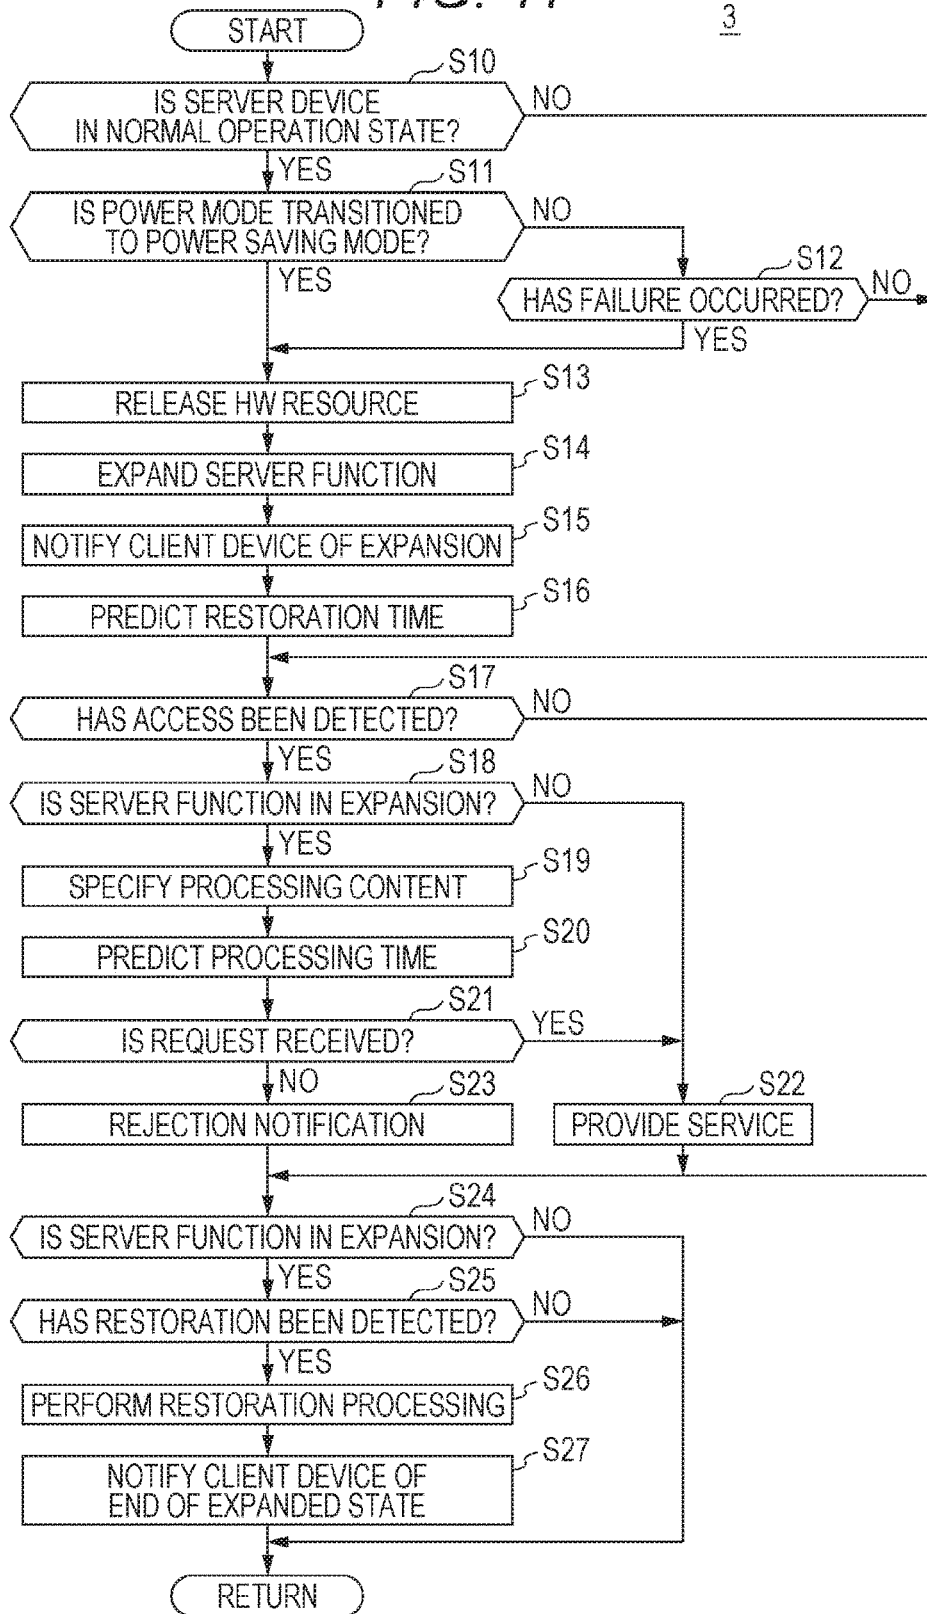 3
START
S10
IS SERVER DEVICE
IN NORMAL OPERATION STATE?
NO
YES
S11
IS POWER MODE TRANSITIONED
TO POWER SAVING MODE?
NO
YES
S12
HAS FAILURE OCCURRED?
NO
YES
S13
RELEASE HW RESOURCE
S14
EXPAND SERVER FUNCTION
S15
NOTIFY CLIENT DEVICE OF EXPANSION
S16
PREDICT RESTORATION TIME
S17
HAS ACCESS BEEN DETECTED?
NO
YES
S18
IS SERVER FUNCTION IN EXPANSION?
NO
YES
S19
SPECIFY PROCESSING CONTENT
S20
PREDICT PROCESSING TIME
S21
IS REQUEST RECEIVED?
YES
NO
S23
REJECTION NOTIFICATION
S22
PROVIDE SERVICE
S24
IS SERVER FUNCTION IN EXPANSION?
NO
YES
S25
HAS RESTORATION BEEN DETECTED?
NO
YES
S26
PERFORM RESTORATION PROCESSING
S27
NOTIFY CLIENT DEVICE OF
END OF EXPANDED STATE
RETURN